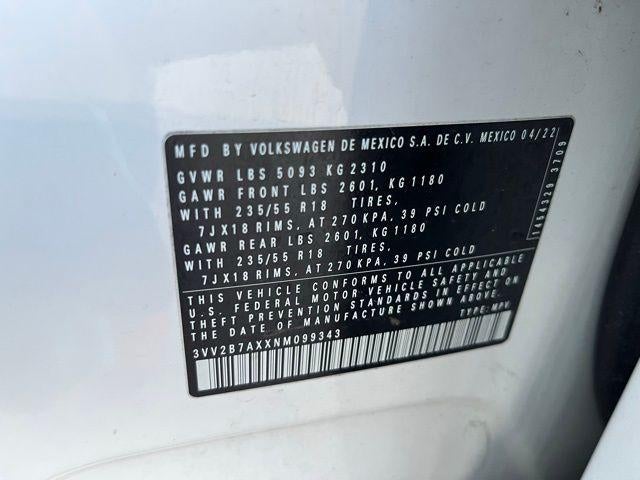 MFD BY VOLKSWAGEN DE MEXICO S.A. DE C.V. MEXICO 04/22
GVWR LBS 5093 KG 2310
GAWR FRONT LBS 2601, KG 1180
WITH 235/55 R18 TIRES,
7JX18 RIMS, AT 270 KPA, 39 PSI COLD
GAWR REAR LBS 2601, KG 1180
WITH 235/55 R18 TIRES,
7JX18 RIMS, AT 270 KPA, 39 PSI COLD
THIS VEHICLE CONFORMS TO ALL APPLICABLE
U.S. FEDERAL MOTOR VEHICLE SAFETY AND
THEFT PREVENTION STANDARDS IN EFFECT ON
THE DATE OF MANUFACTURE SHOWN ABOVE.
3VV2B7AXXNM099343 TYPE: MPV
1454329 3709